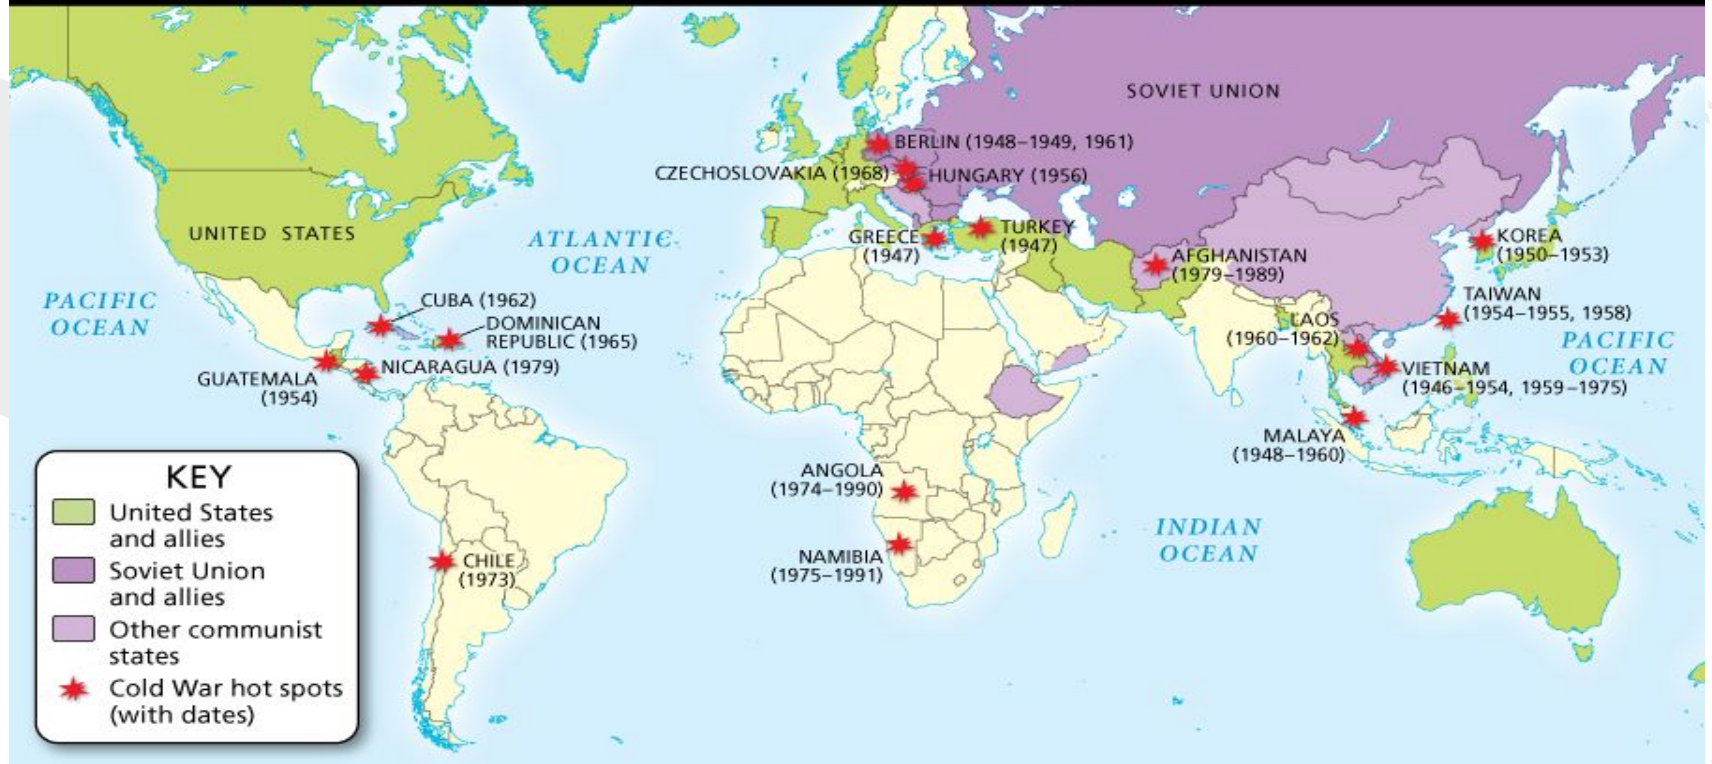 SOVIET UNION
BERLIN (1948–1949, 1961)
CZECHOSLOVAKIA (1968)
HUNGARY (1956)
UNITED STATES
ATLANTIC
OCEAN
GREECE
(1947)
TURKEY
(1947)
AFGHANISTAN
(1979–1989)
KOREA
(1950–1953)
PACIFIC
OCEAN
CUBA (1962)
DOMINICAN
REPUBLIC (1965)
TAIWAN
(1954–1955, 1958)
LAOS
(1960–1962)
PACIFIC
OCEAN
GUATEMALA
(1954)
NICARAGUA (1979)
VIETNAM
(1946–1954, 1959–1975)
MALAYA
(1948–1960)
ANGOLA
(1974–1990)
INDIAN
OCEAN
NAMIBIA
(1975–1991)
CHILE
(1973)
KEY
United States
and allies
Soviet Union
and allies
Other communist
states
Cold War hot spots
(with dates)